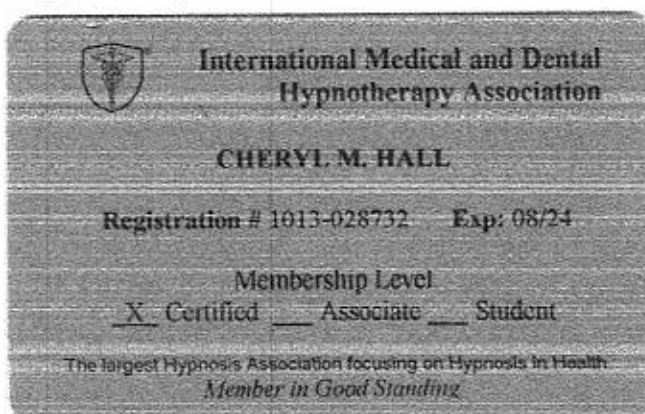 International Medical and Dental
Hypnotherapy Association
CHERYL M. HALL
Registration # 1013-028732 Exp: 08/24
Membership Level
X Certified ___ Associate ___ Student
The largest Hypnosis Association focusing on Hypnosis in Health
Member in Good Standing